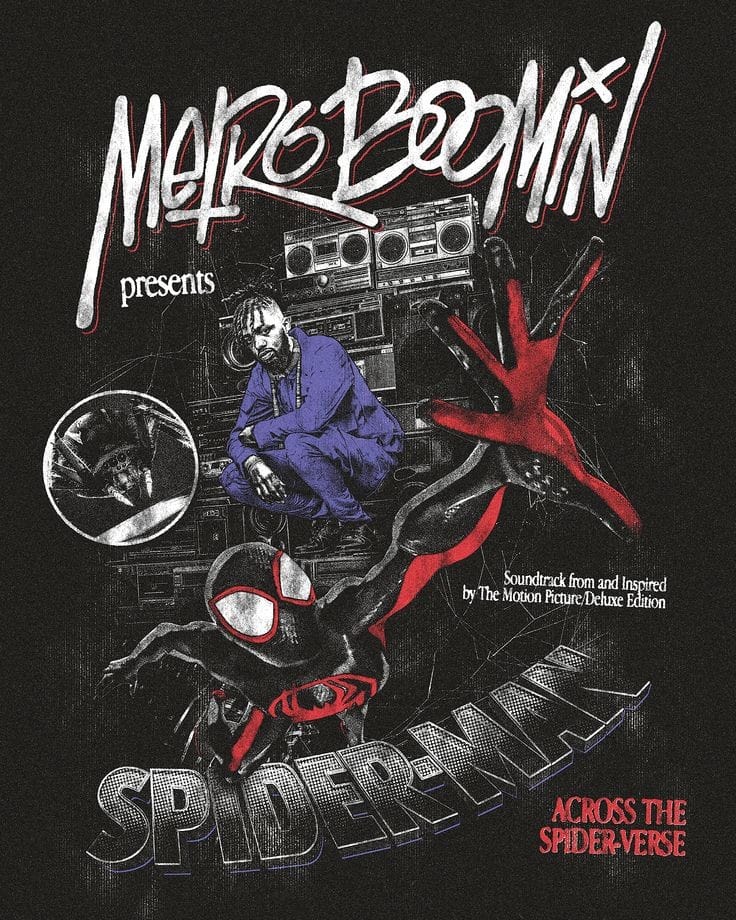 METRO BOOMIN
presents
Soundtrack from and Inspired
by The Motion Picture/Deluxe Edition
SPIDER-MAN
ACROSS THE
SPIDER-VERSE